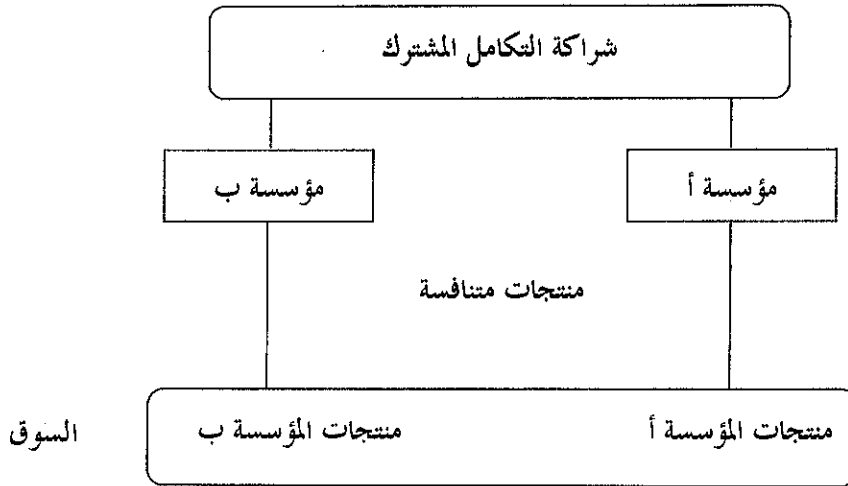 شراكة التكامل المشترك
مؤسسة أ
مؤسسة ب
منتجات متنافسة
منتجات المؤسسة أ
منتجات المؤسسة ب
السوق